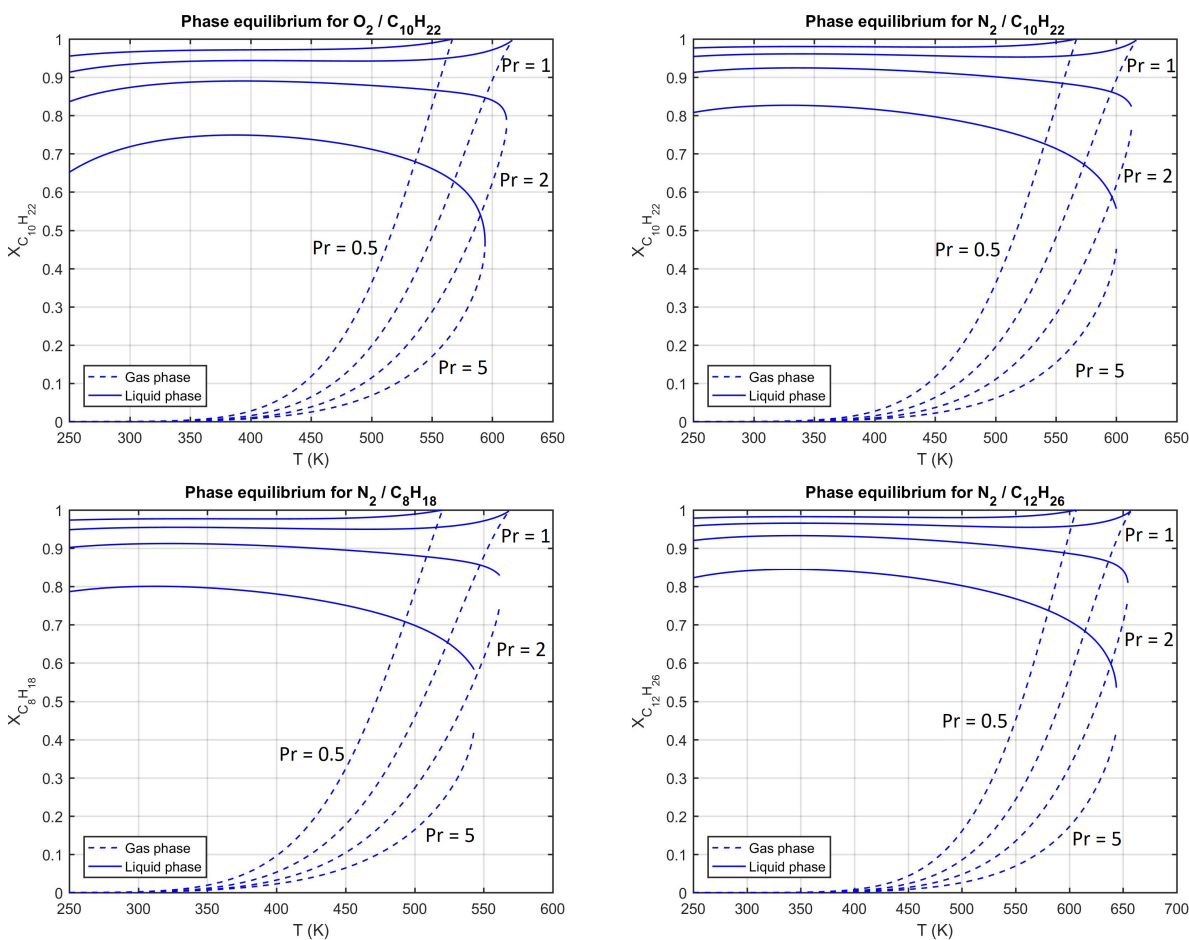 Phase equilibrium for O2 / C10H22
XC10H22
1
0.9
0.8
0.7
0.6
0.5
0.4
0.3
0.2
0.1
0
Pr = 1
Pr = 2
Pr = 0.5
Pr = 5
Gas phase
Liquid phase
250 300 350 400 450 500 550 600 650
T (K)
Phase equilibrium for N2 / C10H22
XC10H22
1
0.9
0.8
0.7
0.6
0.5
0.4
0.3
0.2
0.1
0
Pr = 1
Pr = 2
Pr = 0.5
Pr = 5
Gas phase
Liquid phase
250 300 350 400 450 500 550 600 650
T (K)
Phase equilibrium for N2 / C8H18
XC8H18
1
0.9
0.8
0.7
0.6
0.5
0.4
0.3
0.2
0.1
0
Pr = 1
Pr = 2
Pr = 0.5
Pr = 5
Gas phase
Liquid phase
250 300 350 400 450 500 550 600
T (K)
Phase equilibrium for N2 / C12H26
XC12H26
1
0.9
0.8
0.7
0.6
0.5
0.4
0.3
0.2
0.1
0
Pr = 1
Pr = 2
Pr = 0.5
Pr = 5
Gas phase
Liquid phase
250 300 350 400 450 500 550 600 650 700
T (K)